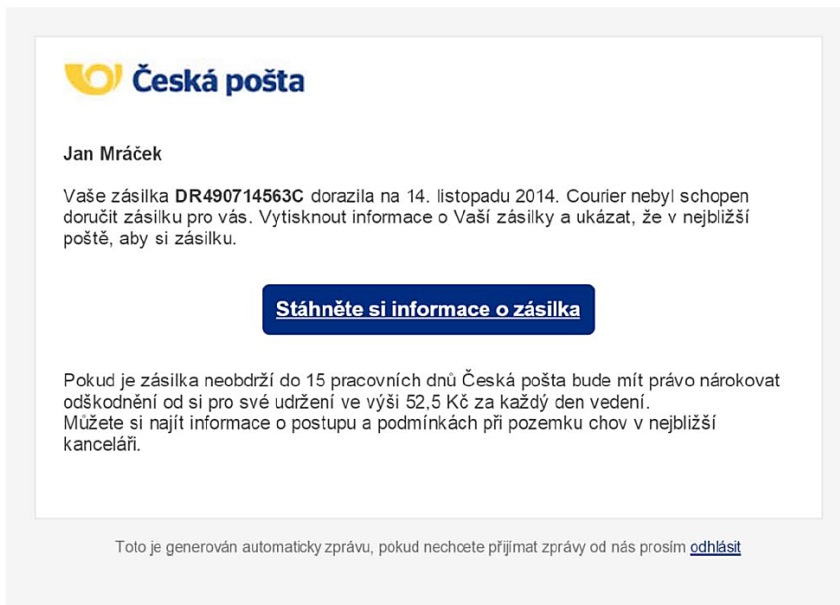 Česká pošta
Jan Mráček
Vaše zásilka DR490714563C dorazila na 14. listopadu 2014. Courier nebyl schopen
doručit zásilku pro vás. Vytisknout informace o Vaší zásilky a ukázat, že v nejbližší
poště, aby si zásilku.
Stáhněte si informace o zásilka
Pokud je zásilka neobdrží do 15 pracovních dnů Česká pošta bude mít právo nárokovat
odškodnění od si pro své udržení ve výši 52,5 Kč za každý den vedení.
Můžete si najít informace o postupu a podmínkách při pozemku chov v nejbližší
kanceláři.
Toto je generován automaticky zprávu, pokud nechcete přijímat zprávy od nás prosím odhlásit